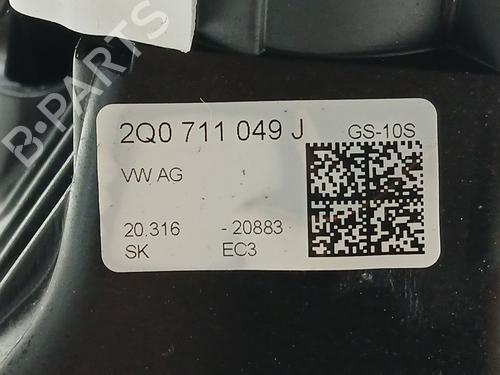 B-PARTS
2Q0 711 049 J GS-10S
VW AG
20.316 - 20883
SK EC3